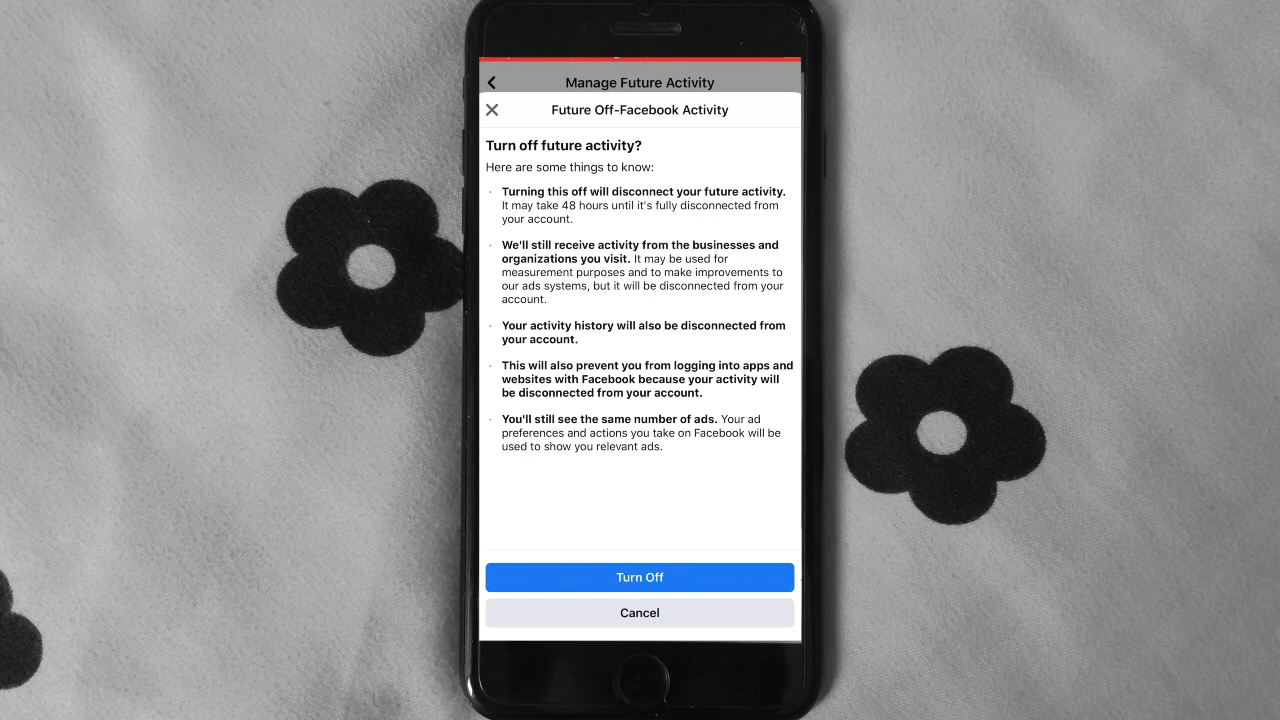 Manage Future Activity
Future Off-Facebook Activity
Turn off future activity?
Here are some things to know:
Turning this off will disconnect your future activity.
It may take 48 hours until it's fully disconnected from
your account.
We'll still receive activity from the businesses and
organizations you visit. It may be used for
measurement purposes and to make improvements to
our ads systems, but it will be disconnected from your
account.
Your activity history will also be disconnected from
your account.
This will also prevent you from logging into apps and
websites with Facebook because your activity will
be disconnected from your account.
You'll still see the same number of ads. Your ad
preferences and actions you take on Facebook will be
used to show you relevant ads.
Turn Off
Cancel